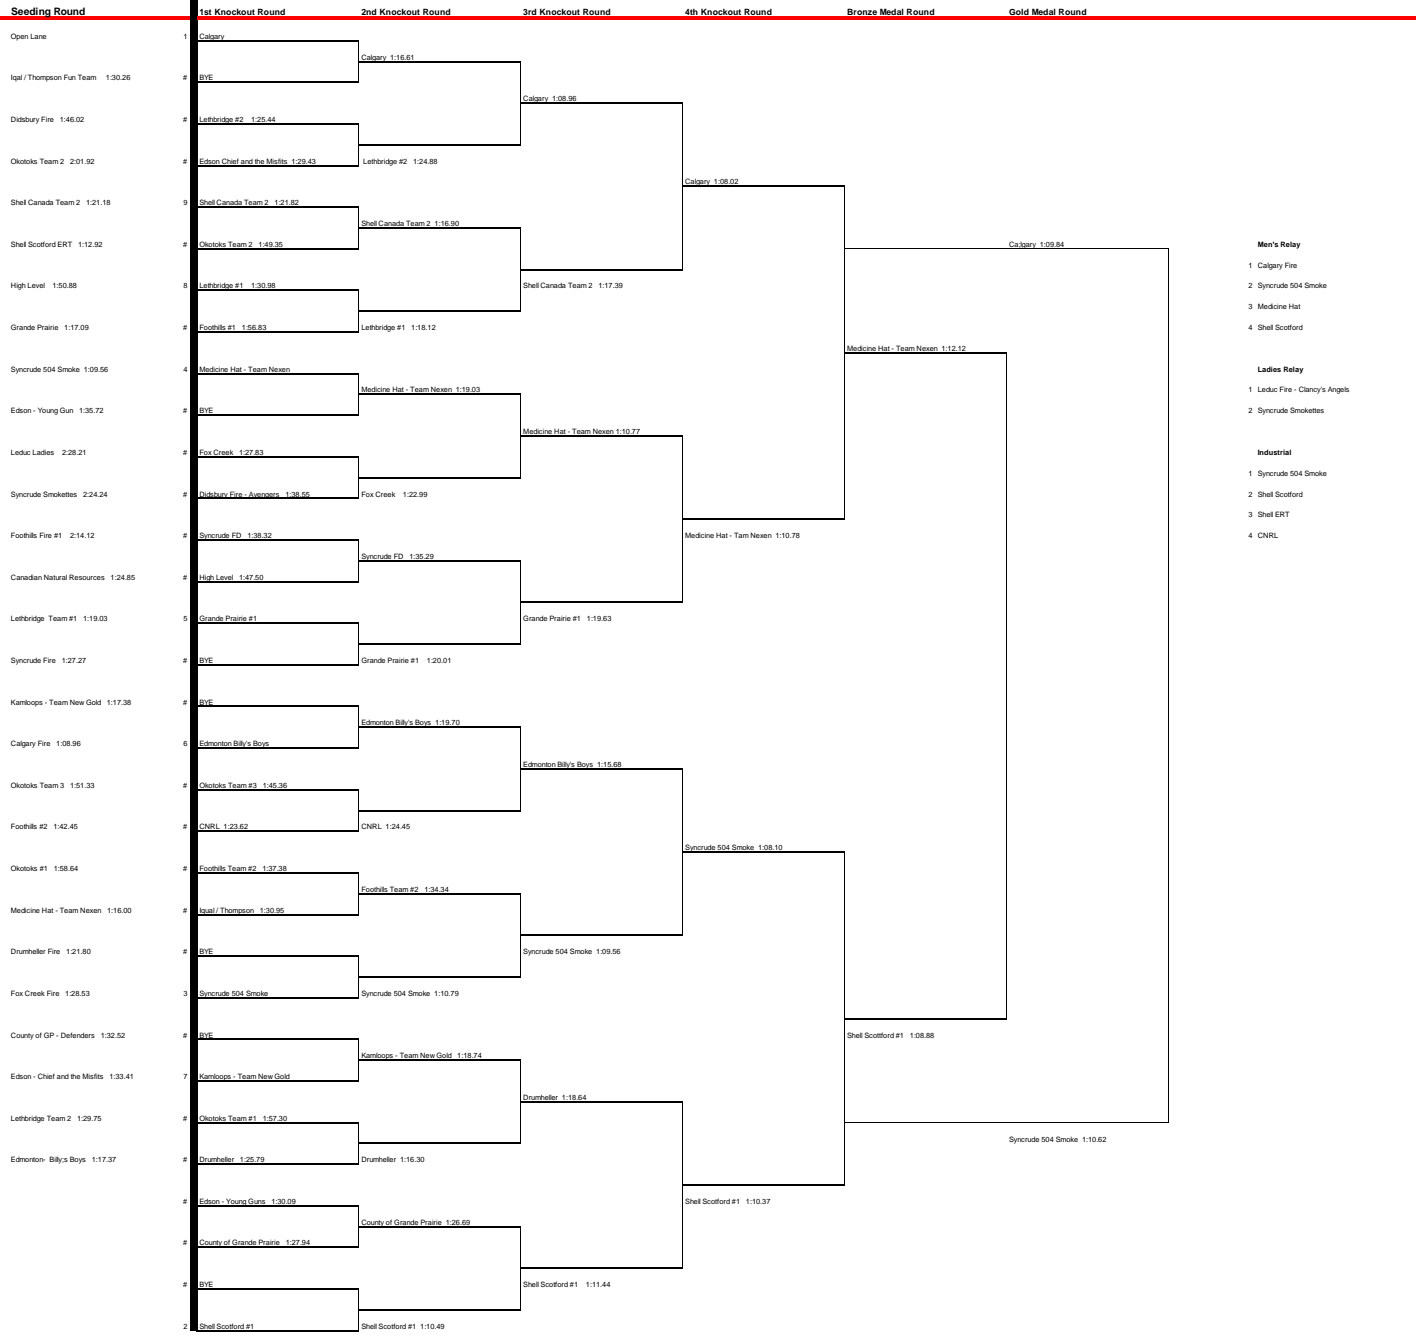 Seeding Round 1st Knockout Round 2nd Knockout Round 3rd Knockout Round 4th Knockout Round Bronze Medal Round Gold Medal Round
Open Lane 1 Calgary
Calgary 1:16.61
Iqal / Thompson Fun Team 1:30.26 # BYE
Calgary 1:08.96
Didsbury Fire 1:46.02 # Lethbridge #2 1:25.44
Okotoks Team 2 2:01.92 # Edson Chief and the Misfits 1:29.43 Lethbridge #2 1:24.88
Calgary 1:08.02
Shell Canada Team 2 1:21.18 9 Shell Canada Team 2 1:21.82
Shell Canada Team 2 1:16.90
Shell Scotford ERT 1:12.92 # Okotoks Team 2 1:49.35 Ca;lgary 1:09.84 Men's Relay
1 Calgary Fire
High Level 1:50.88 8 Lethbridge #1 1:30.98 Shell Canada Team 2 1:17.39 2 Syncrude 504 Smoke
3 Medicine Hat
Grande Prairie 1:17.09 # Foothills #1 1:56.83 Lethbridge #1 1:18.12 4 Shell Scotford
Medicine Hat - Team Nexen 1:12.12
Syncrude 504 Smoke 1:09.56 4 Medicine Hat - Team Nexen Ladies Relay
Medicine Hat - Team Nexen 1:19.03 1 Leduc Fire - Clancy's Angels
Edson - Young Gun 1:35.72 # BYE 2 Syncrude Smokettes
Medicine Hat - Team Nexen 1:10.77
Leduc Ladies 2:28.21 # Fox Creek 1:27.83 Industrial
1 Syncrude 504 Smoke
Syncrude Smokettes 2:24.24 # Didsbury Fire - Avengers 1:38.55 Fox Creek 1:22.99 2 Shell Scotford
3 Shell ERT
Foothills Fire #1 2:14.12 # Syncrude FD 1:38.32 Medicine Hat - Tam Nexen 1:10.78 4 CNRL
Syncrude FD 1:35.29
Canadian Natural Resources 1:24.85 # High Level 1:47.50
Lethbridge Team #1 1:19.03 5 Grande Prairie #1 Grande Prairie #1 1:19.63
Syncrude Fire 1:27.27 # BYE Grande Prairie #1 1:20.01
Kamloops - Team New Gold 1:17.38 # BYE
Edmonton Billy's Boys 1:19.70
Calgary Fire 1:08.96 6 Edmonton Billy's Boys
Edmonton Billy's Boys 1:15.68
Okotoks Team 3 1:51.33 # Okotoks Team #3 1:45.36
Foothills #2 1:42.45 # CNRL 1:23.62 CNRL 1:24.45
Syncrude 504 Smoke 1:08.10
Okotoks #1 1:58.64 # Foothills Team #2 1:37.38
Foothills Team #2 1:34.34
Medicine Hat - Team Nexen 1:16.00 # Iqual / Thompson 1:30.95
Drumheller Fire 1:21.80 # BYE Syncrude 504 Smoke 1:09.56
Fox Creek Fire 1:28.53 3 Syncrude 504 Smoke Syncrude 504 Smoke 1:10.79
County of GP - Defenders 1:32.52 # BYE Shell Scottford #1 1:08.88
Kamloops - Team New Gold 1:18.74
Edson - Chief and the Misfits 1:33.41 7 Kamloops - Team New Gold
Drumheller 1:18.64
Lethbridge Team 2 1:29.75 # Okotoks Team #1 1:57.30
Syncrude 504 Smoke 1:10.62
Edmonton- Billy;s Boys 1:17.37 # Drumheller 1:25.79 Drumheller 1:16.30
# Edson - Young Guns 1:30.09 Shell Scotford #1 1:10.37
County of Grande Prairie 1:26.69
# County of Grande Prairie 1:27.94
# BYE Shell Scotford #1 1:11.44
2 Shell Scotford #1 Shell Scotford #1 1:10.49